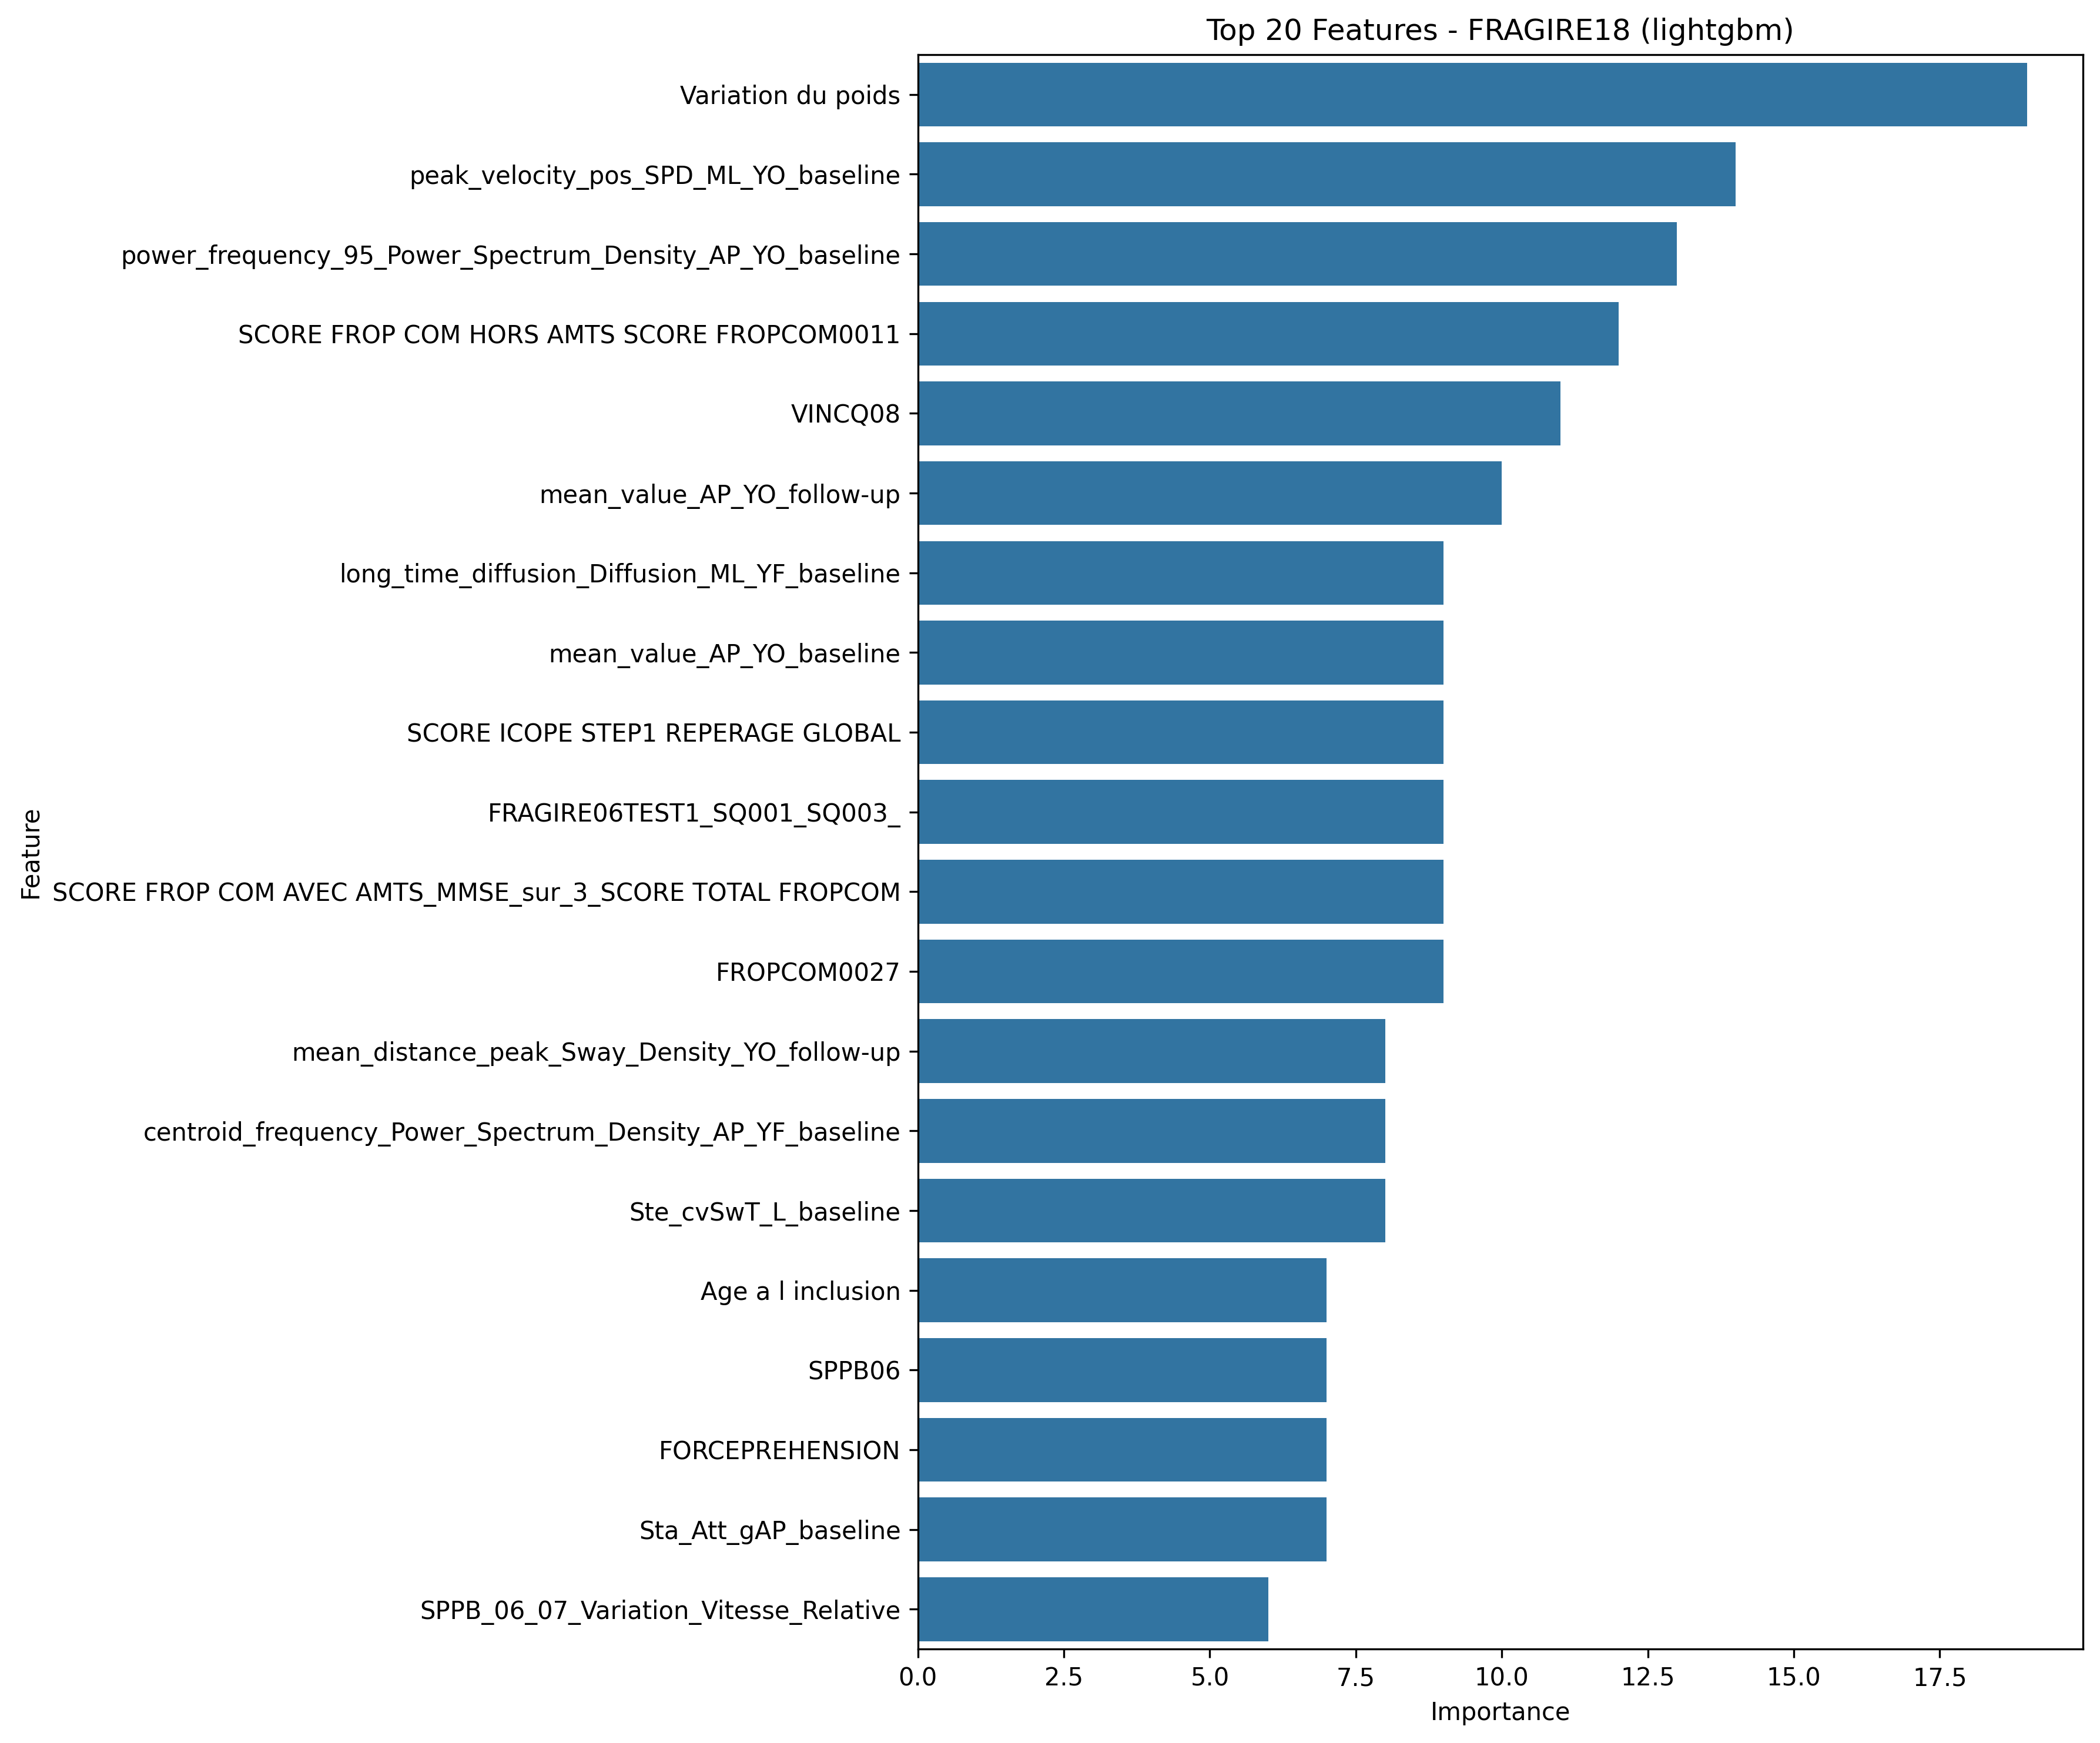 Top 20 Features - FRAGIRE18 (lightgbm)
Variation du poids
peak_velocity_pos_SPD_ML_YO_baseline
power_frequency_95_Power_Spectrum_Density_AP_YO_baseline
SCORE FROP COM HORS AMTS SCORE FROPCOM0011
VINCQ08
mean_value_AP_YO_follow-up
long_time_diffusion_Diffusion_ML_YF_baseline
mean_value_AP_YO_baseline
SCORE ICOPE STEP1 REPERAGE GLOBAL
FRAGIRE06TEST1_SQ001_SQ003_
SCORE FROP COM AVEC AMTS_MMSE_sur_3_SCORE TOTAL FROPCOM
FROPCOM0027
mean_distance_peak_Sway_Density_YO_follow-up
centroid_frequency_Power_Spectrum_Density_AP_YF_baseline
Ste_cvSwT_L_baseline
Age a l inclusion
SPPB06
FORCEPREHENSION
Sta_Att_gAP_baseline
SPPB_06_07_Variation_Vitesse_Relative
Feature
0.0 2.5 5.0 7.5 10.0 12.5 15.0 17.5
Importance